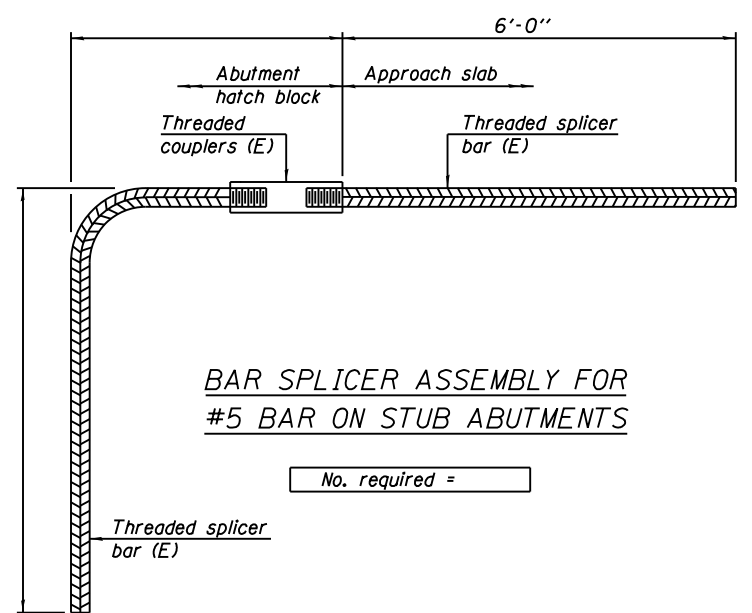 6'-0"
Abutment
hatch block
Approach slab
Threaded
couplers (E)
Threaded splicer
bar (E)
BAR SPLICER ASSEMBLY FOR
#5 BAR ON STUB ABUTMENTS
No. required =
Threaded splicer
bar (E)